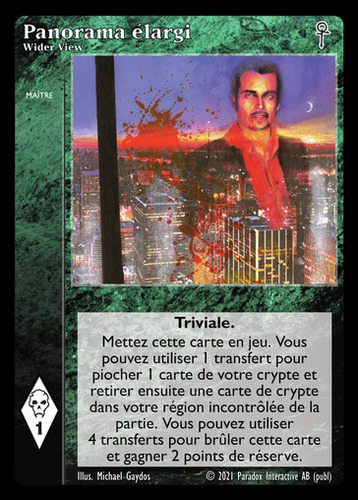 Panorama élargi
Wider View
MAÎTRE
Triviale.
Mettez cette carte en jeu. Vous
pouvez utiliser 1 transfert pour
piocher 1 carte de votre crypte et
retirer ensuite une carte de crypte
dans votre région incontrôlée de la
partie. Vous pouvez utiliser
4 transferts pour brûler cette carte
et gagner 2 points de réserve.
1
Illus. Michael Gaydos
© 2021 Paradox Interactive AB (publ)